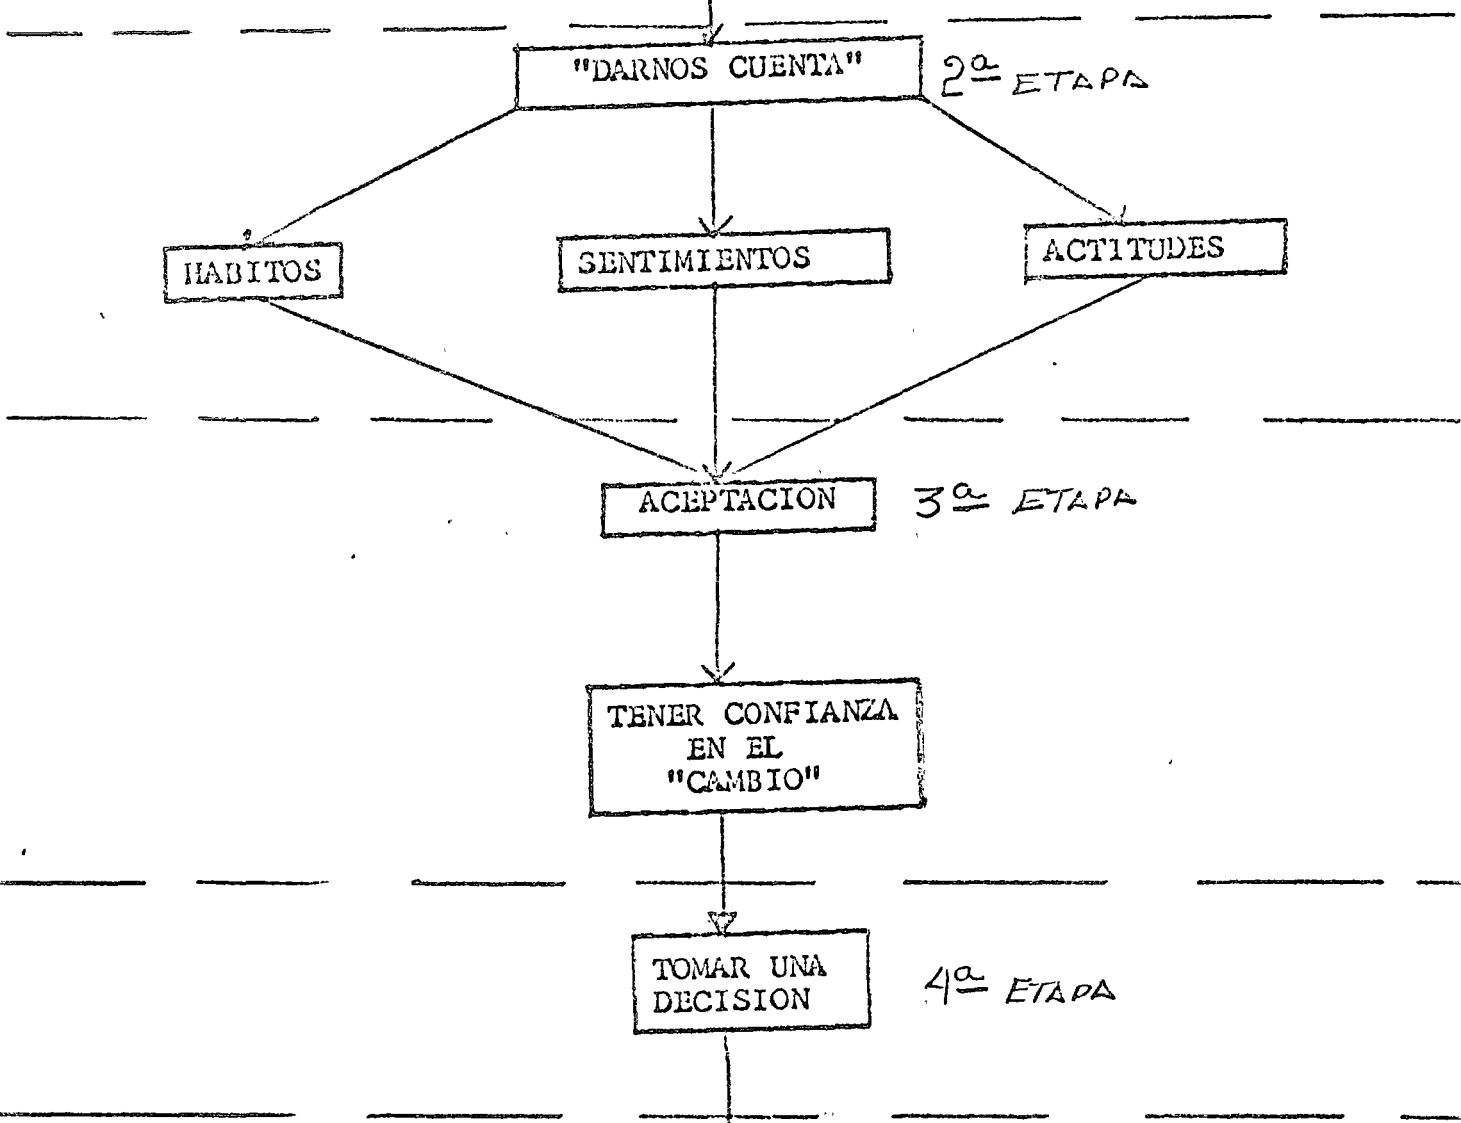 "DARNOS CUENTA"
2ª ETAPA
HABITOS
SENTIMIENTOS
ACTITUDES
ACEPTACION
3ª ETAPA
TENER CONFIANZA
EN EL
"CAMBIO"
TOMAR UNA
DECISION
4ª ETAPA